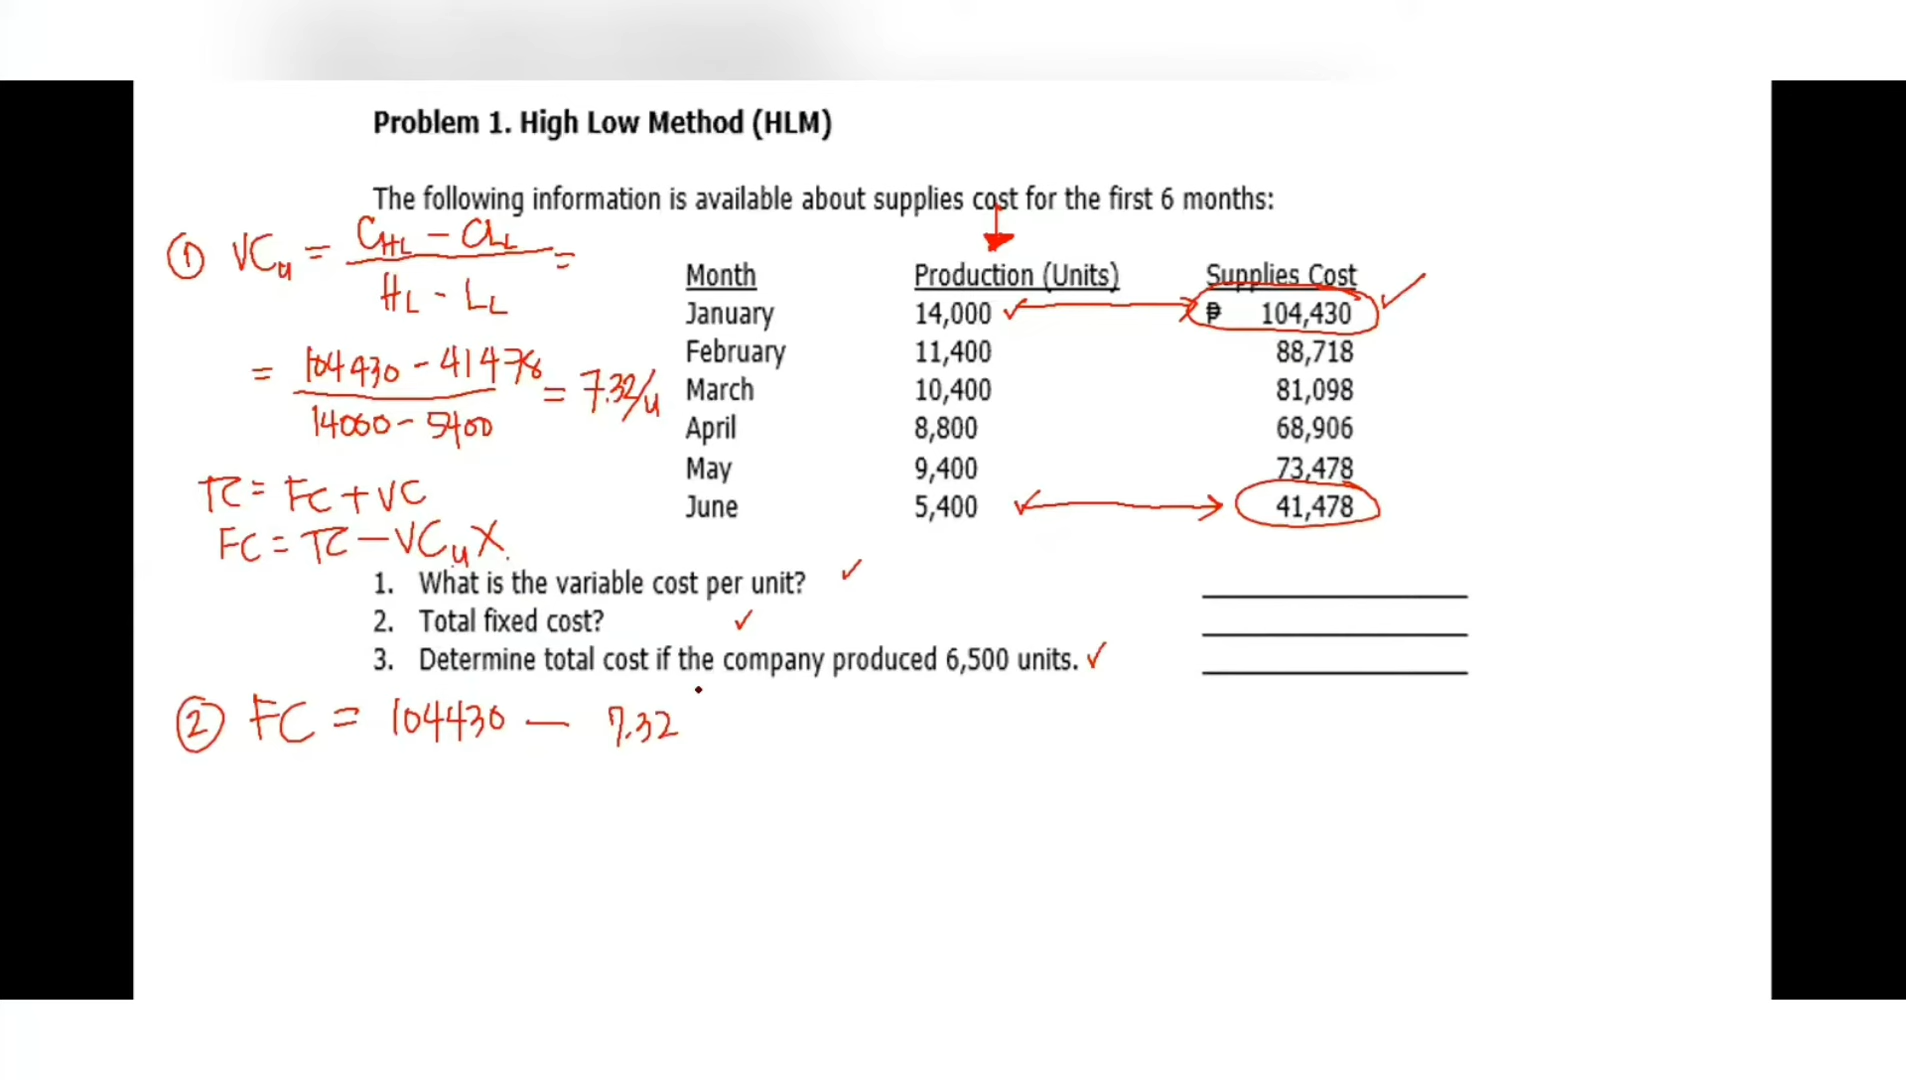 Problem 1. High Low Method (HLM)
The following information is available about supplies cost for the first 6 months:
① VCu = CHL - CLL =
HL - LL
= 104430 - 41478 = 7.32/u
14000 - 5400
TC = FC + VC
FC = TC - VCu X
Month Production (Units) Supplies Cost
January 14,000 ₱ 104,430
February 11,400 88,718
March 10,400 81,098
April 8,800 68,906
May 9,400 73,478
June 5,400 41,478
1. What is the variable cost per unit?
2. Total fixed cost?
3. Determine total cost if the company produced 6,500 units.
② FC = 104430 - 7.32